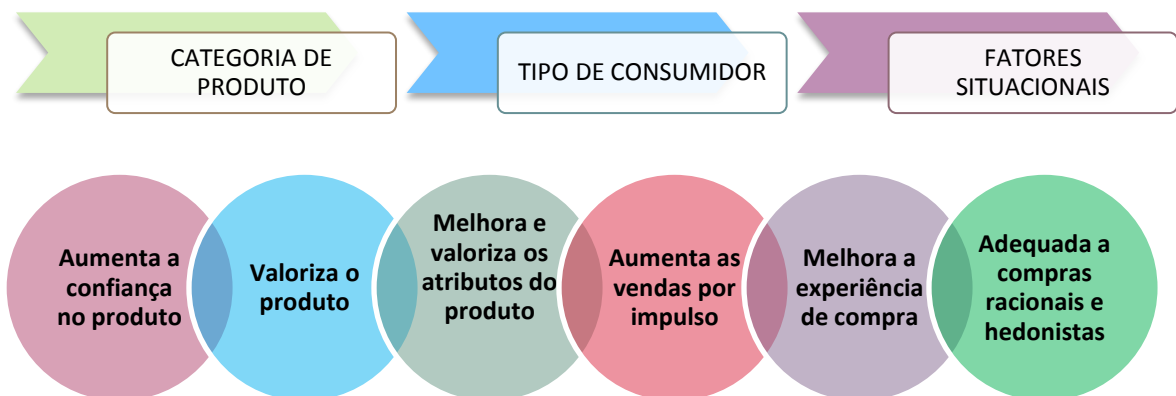 CATEGORIA DE
PRODUTO
TIPO DE CONSUMIDOR
FATORES
SITUACIONAIS
Aumenta a
confiança
no produto
Valoriza o
produto
Melhora e
valoriza os
atributos do
produto
Aumenta as
vendas por
impulso
Melhora a
experiência
de compra
Adequada a
compras
racionais e
hedonistas